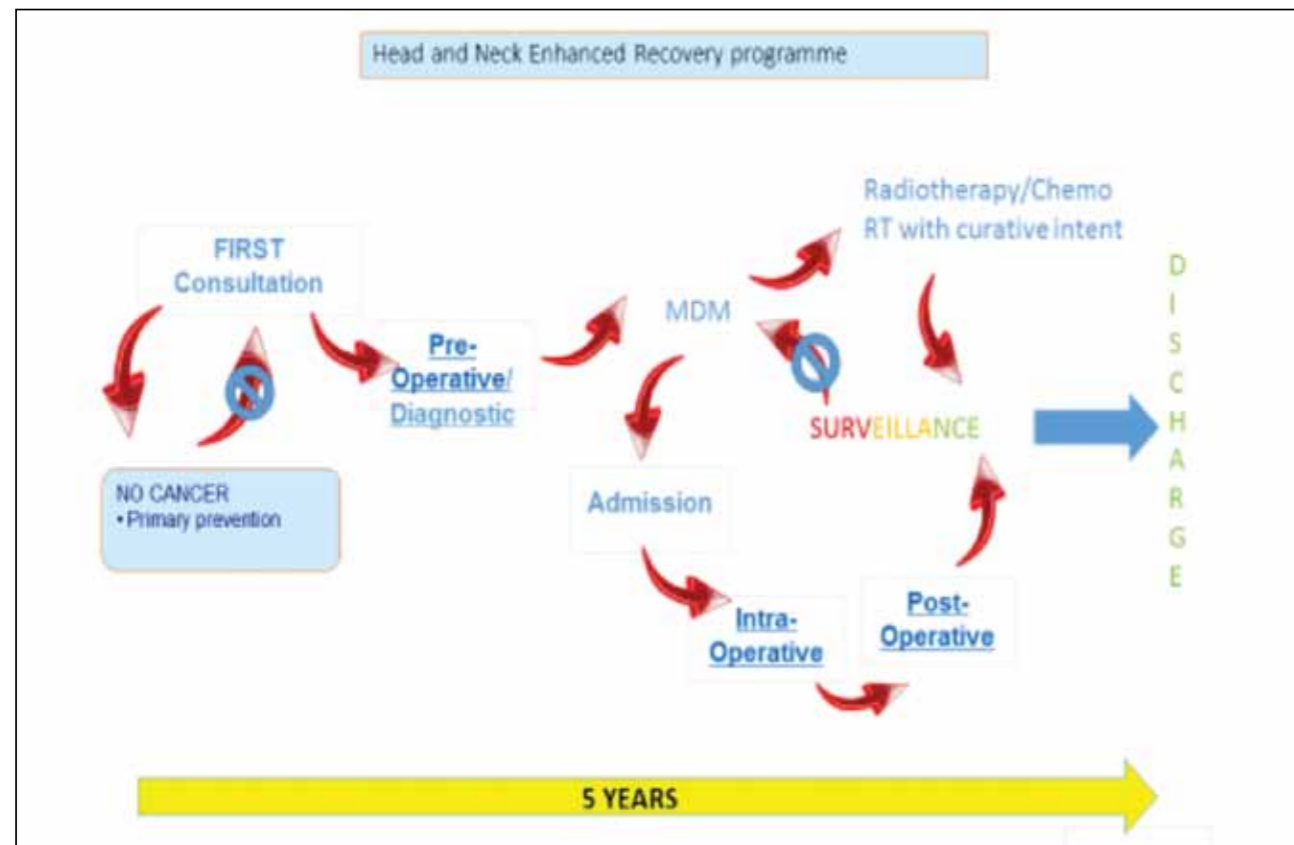 Head and Neck Enhanced Recovery programme
FIRST
Consultation
NO CANCER
• Primary prevention
Pre-
Operative/
Diagnostic
MDM
Radiotherapy/Chemo
RT with curative intent
Admission
Intra-
Operative
Post-
Operative
SURVEILLANCE
D
I
S
C
H
A
R
G
E
5 YEARS